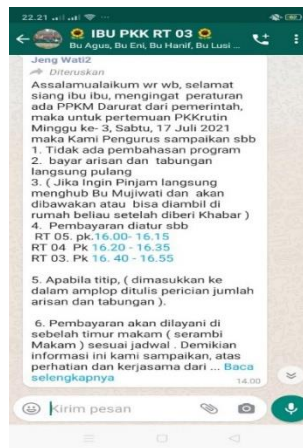 22.21
IBU PKK RT 03
Bu Agus, Bu Eni, Bu Hanif, Bu Lusi ...
Jeng Wati2
Diteruskan
Assalamualaikum wr wb, selamat
siang ibu ibu, mengingat peraturan
ada PPKM Darurat dari pemerintah,
maka untuk pertemuan PKKrutin
Minggu ke- 3, Sabtu, 17 Juli 2021
maka Kami Pengurus sampaikan sbb
1. Tidak ada pembahasan program
2. bayar arisan dan tabungan
langsung pulang
3. ( Jika Ingin Pinjam langsung
menghub Bu Mujiwati dan akan
dibawakan atau bisa diambil di
rumah beliau setelah diberi Khabar )
4. Pembayaran diatur sbb
RT 05. pk.16.00- 16.15
RT 04 Pk 16.20 - 16.35
RT 03. Pk 16. 40 - 16.55
5. Apabila titip, ( dimasukkan ke
dalam amplop ditulis perician jumlah
arisan dan tabungan ).
6. Pembayaran akan dilayani di
sebelah timur makam ( serambi
Makam ) sesuai jadwal . Demikian
informasi ini kami sampaikan, atas
perhatian dan kerjasama dari ... Baca
selengkapnya
14.00
Kirim pesan